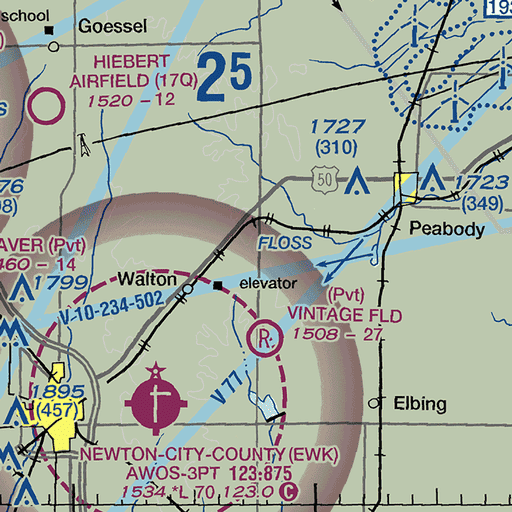 school
Goessel
193
HIEBERT
AIRFIELD (17Q)
1520 - 12
25
1727
(310)
50
1723
(349)
76
98)
Peabody
FLOSS
AVER (Pvt)
460 - 14
1799
Walton
elevator
V-10-234-502
(Pvt)
VINTAGE FLD
1508 - 27
R
V 77
1895
(457)
Elbing
NEWTON-CITY-COUNTY (EWK)
AWOS-3PT 123.875
1534 *L 70 123.0 C